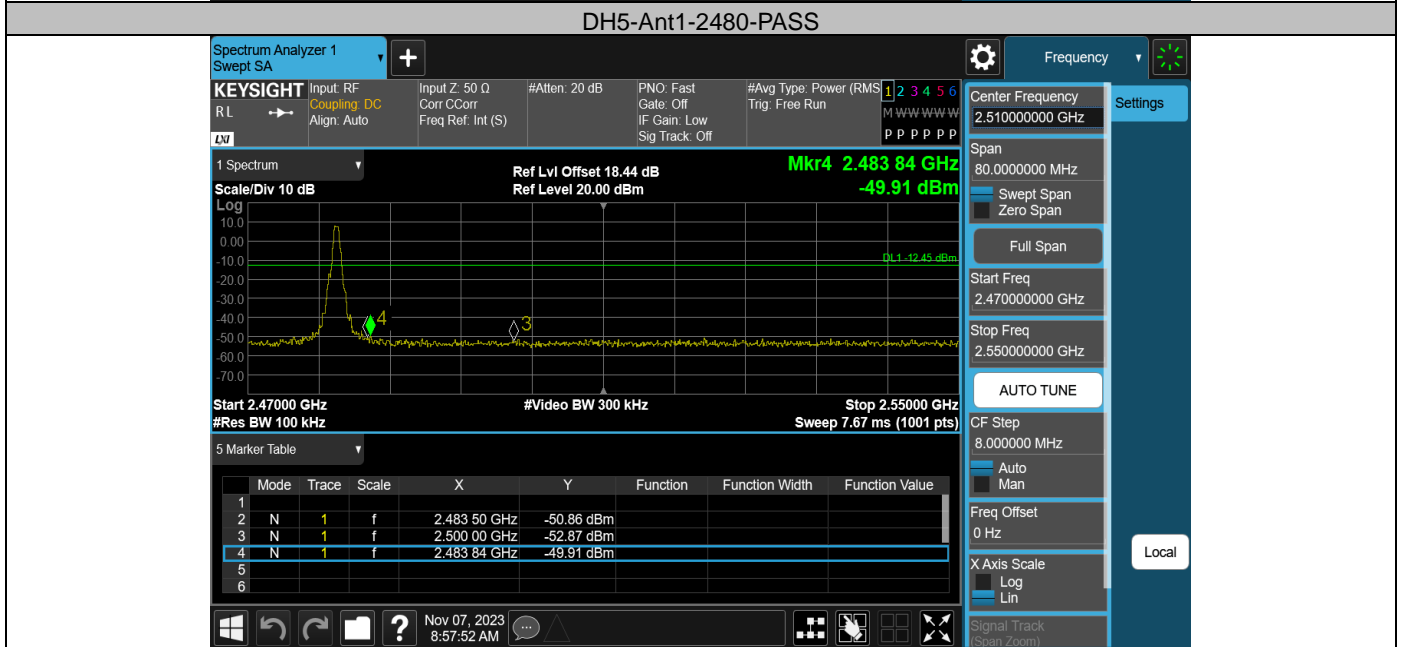 DH5-Ant1-2480-PASS
Spectrum Analyzer 1
Swept SA
Frequency
KEYSIGHT
RL
LXI
Input: RF
Coupling: DC
Align: Auto
Input Z: 50 Ω
Corr CCorr
Freq Ref: Int (S)
#Atten: 20 dB
PNO: Fast
Gate: Off
IF Gain: Low
Sig Track: Off
#Avg Type: Power (RMS
Trig: Free Run
1 2 3 4 5 6
M W W W W W
P P P P P P
1 Spectrum
Scale/Div 10 dB
Ref Lvl Offset 18.44 dB
Ref Level 20.00 dBm
Mkr4 2.483 84 GHz
-49.91 dBm
Log
10.0
0.00
-10.0
-20.0
-30.0
-40.0
-50.0
-60.0
-70.0
DL1 -12.45 dBm
4
3
Start 2.47000 GHz
#Video BW 300 kHz
Stop 2.55000 GHz
#Res BW 100 kHz
Sweep 7.67 ms (1001 pts)
5 Marker Table
Mode Trace Scale X Y Function Function Width Function Value
1
2 N 1 f 2.483 50 GHz -50.86 dBm
3 N 1 f 2.500 00 GHz -52.87 dBm
4 N 1 f 2.483 84 GHz -49.91 dBm
5
6
?
Nov 07, 2023
8:57:52 AM
Center Frequency
2.510000000 GHz
Settings
Span
80.0000000 MHz
Swept Span
Zero Span
Full Span
Start Freq
2.470000000 GHz
Stop Freq
2.550000000 GHz
AUTO TUNE
CF Step
8.000000 MHz
Auto
Man
Freq Offset
0 Hz
X Axis Scale
Log
Lin
Local
Signal Track
(Span Zoom)